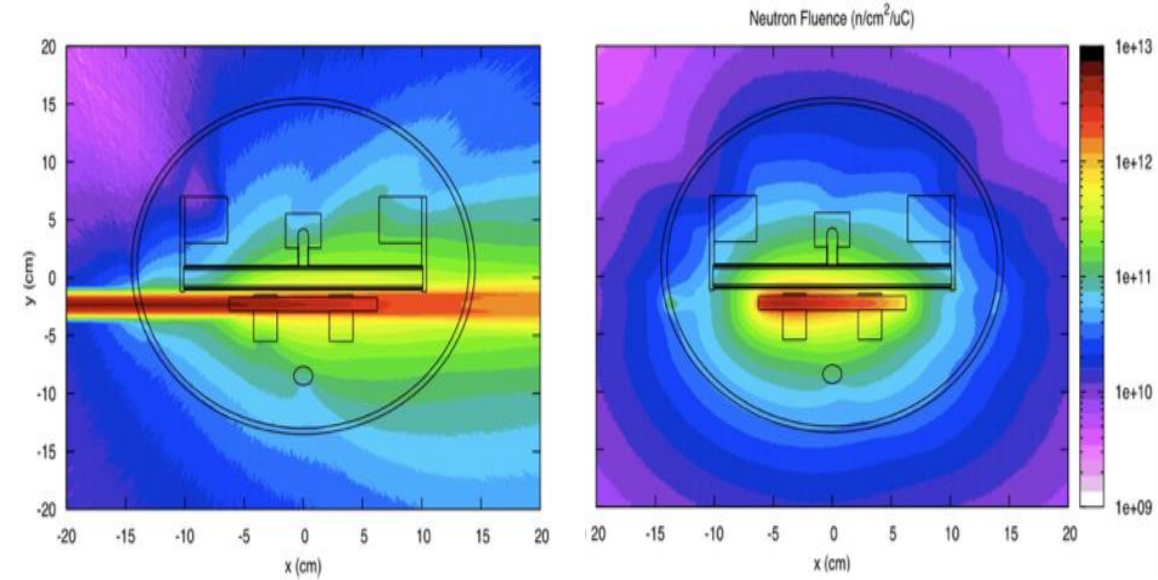 Neutron Fluence (n/cm²/uC)
20
15
10
5
0
-5
-10
-15
-20
y (cm)
-20 -15 -10 -5 0 5 10 15 20
x (cm)
20 -15 -10 -5 0 5 10 15 20
x (cm)
1e+13
1e+12
1e+11
1e+10
1e+09